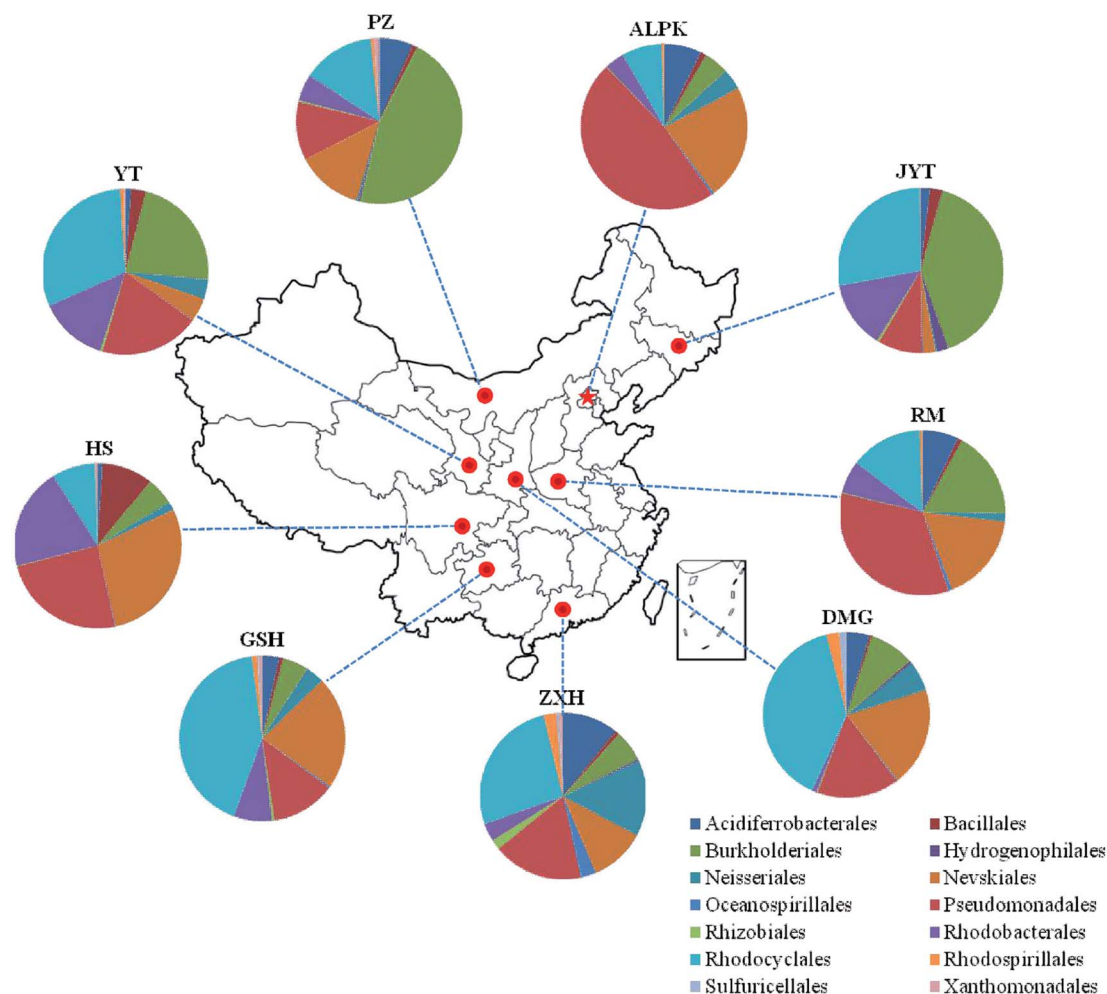 PZ
ALPK
YT
JYT
HS
RM
GSH
ZXH
DMG
Acidiferrobacterales
Bacillales
Burkholderiales
Hydrogenophilales
Neisseriales
Nevskiales
Oceanospirillales
Pseudomonadales
Rhizobiales
Rhodobacterales
Rhodocyclales
Rhodospirillales
Sulfuricellales
Xanthomonadales